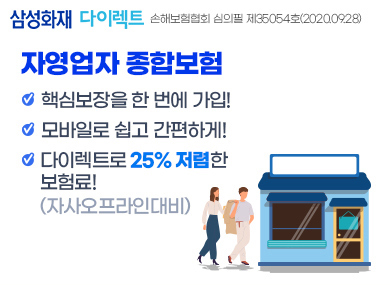 삼성화재 다이렉트 손해보험협회 심의필 제35054호(2020.09.28)
자영업자 종합보험
핵심보장을 한 번에 가입!
모바일로 쉽고 간편하게!
다이렉트로 25% 저렴한
보험료!
(자사오프라인대비)